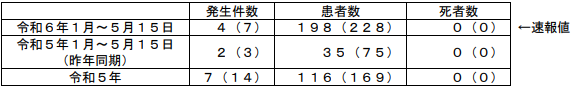 発生件数 患者数 死者数
令和６年１月～５月１５日 ４（７） １９８（２２８） ０（０） ←速報値
令和５年１月～５月１５日
（昨年同期） ２（３） ３５（７５） ０（０）
令和５年 ７（１４） １１６（１６９） ０（０）